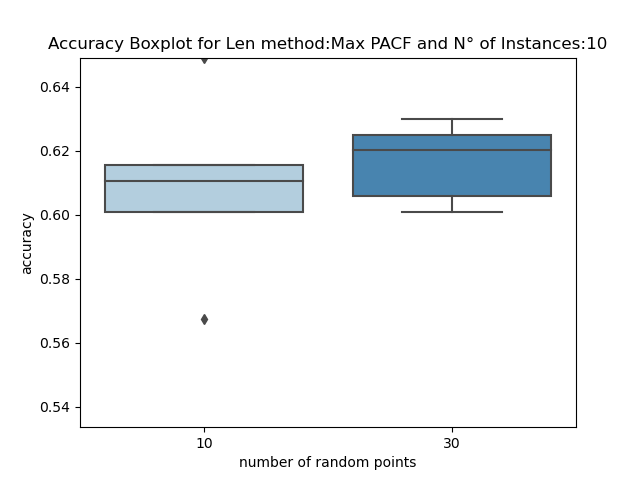 Accuracy Boxplot for Len method:Max PACF and N° of Instances:10
0.64
0.62
0.60
0.58
0.56
0.54
accuracy
10
30
number of random points